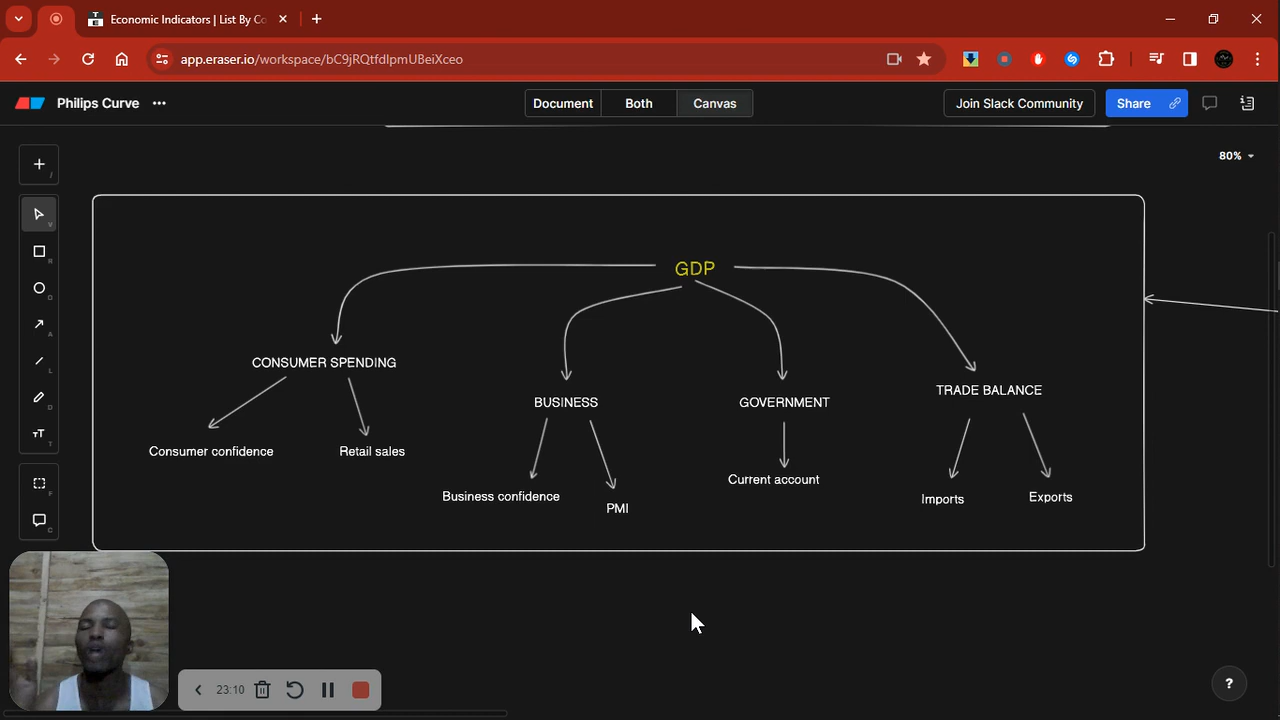 Economic Indicators | List By Co
app.eraser.io/workspace/bC9jRQtfdIpmUBeiXceo
Philips Curve
Document Both Canvas
Join Slack Community
Share
80%
GDP
CONSUMER SPENDING
BUSINESS
GOVERNMENT
TRADE BALANCE
Consumer confidence
Retail sales
Business confidence
PMI
Current account
Imports
Exports
23:10
?